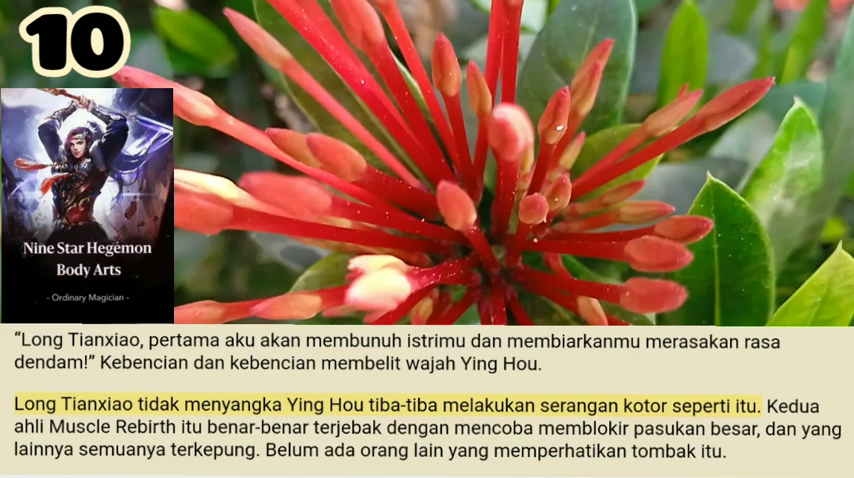 10
Nine Star Hegemon
Body Arts
- Ordinary Magician -
“Long Tianxiao, pertama aku akan membunuh istrimu dan membiarkanmu merasakan rasa
dendam!” Kebencian dan kebencian membelit wajah Ying Hou.
Long Tianxiao tidak menyangka Ying Hou tiba-tiba melakukan serangan kotor seperti itu. Kedua
ahli Muscle Rebirth itu benar-benar terjebak dengan mencoba memblokir pasukan besar, dan yang
lainnya semuanya terkepung. Belum ada orang lain yang memperhatikan tombak itu.